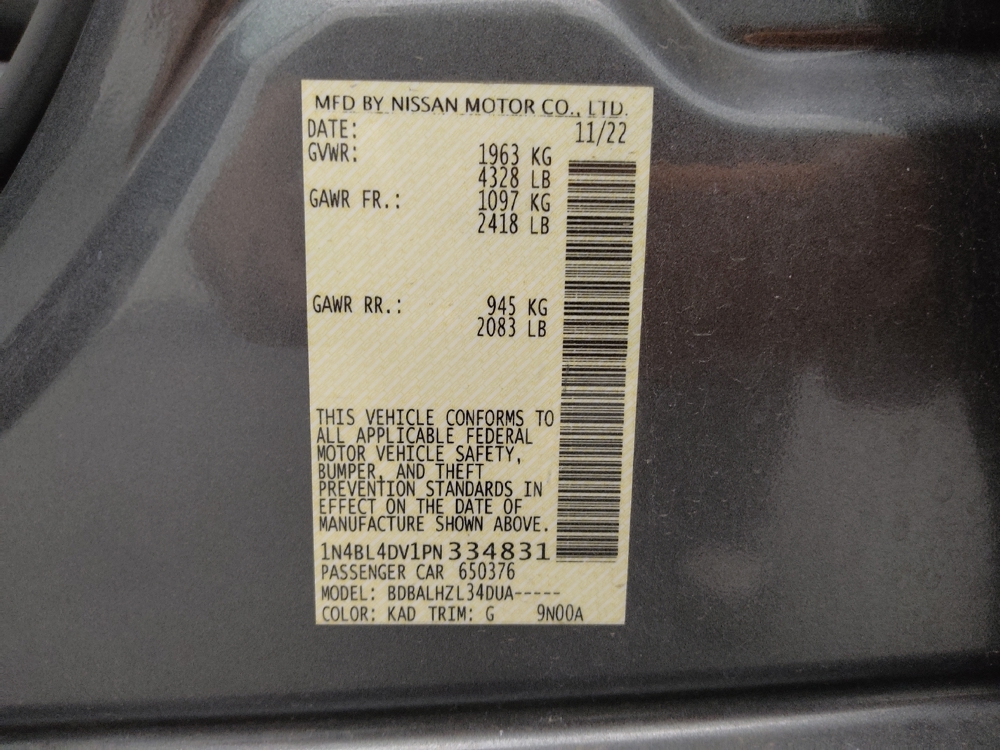 MFD BY NISSAN MOTOR CO., LTD.
DATE: 11/22
GVWR: 1963 KG
4328 LB
GAWR FR.: 1097 KG
2418 LB
GAWR RR.: 945 KG
2083 LB
THIS VEHICLE CONFORMS TO
ALL APPLICABLE FEDERAL
MOTOR VEHICLE SAFETY,
BUMPER, AND THEFT
PREVENTION STANDARDS IN
EFFECT ON THE DATE OF
MANUFACTURE SHOWN ABOVE.
1N4BL4DV1PN334831
PASSENGER CAR 650376
MODEL: BDBALHZL34DUA-----
COLOR: KAD TRIM: G 9N00A